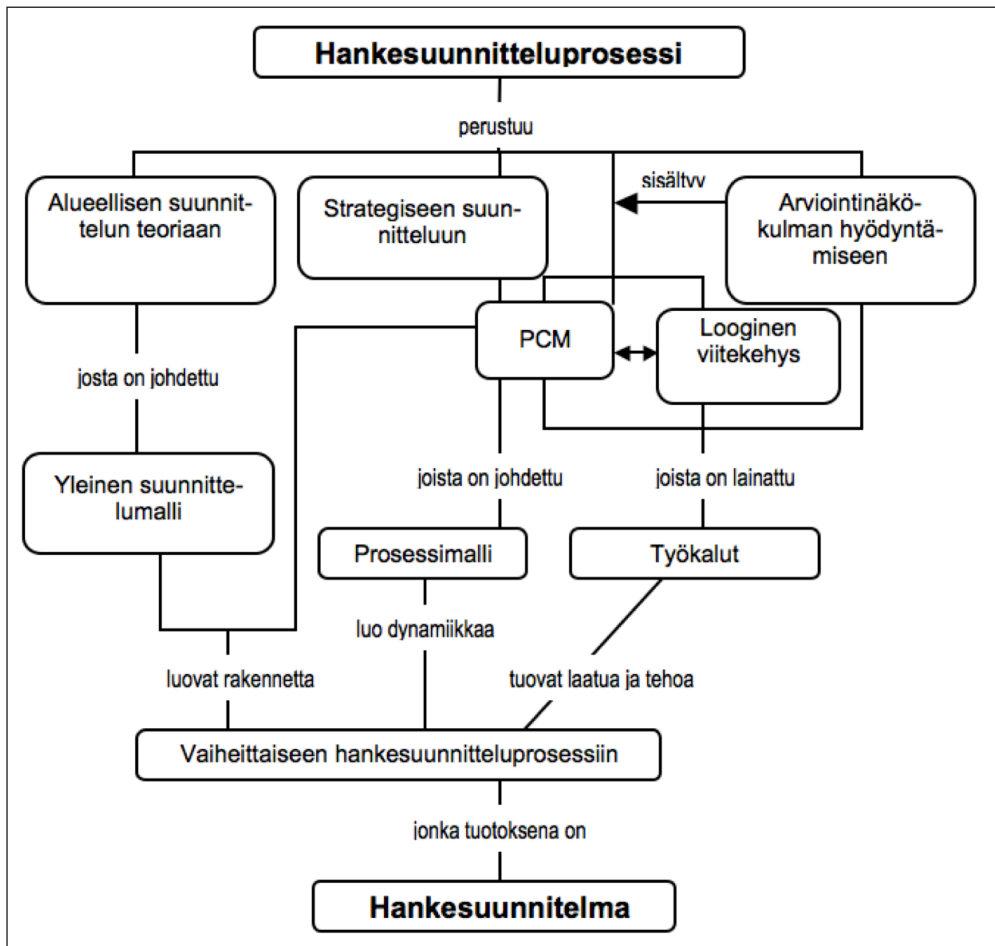 Hankesuunnitteluprosessi
perustuu
sisältvv
Alueellisen suunnit-
telun teoriaan
Strategiseen suun-
nitteluun
Arviointinäkö-
kulman hyödyntä-
miseen
PCM
Looginen
viitekehys
josta on johdettu
Yleinen suunnitte-
lumalli
joista on johdettu
joista on lainattu
Prosessimalli
Työkalut
luo dynamiikkaa
luovat rakennetta
tuovat laatua ja tehoa
Vaiheittaiseen hankesuunnitteluprosessiin
jonka tuotoksena on
Hankesuunnitelma